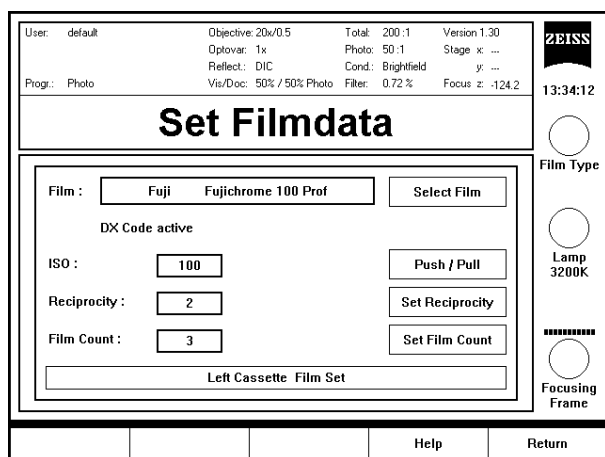 User: default Objective: 20x/0.5 Total: 200 :1 Version 1.30
Optovar: 1x Photo: 50 :1 Stage x: ...
Reflect.: DIC Cond.: Brightfield y: ...
Progr.: Photo Vis/Doc: 50% / 50% Photo Filter: 0.72 % Focus z: -124.2
ZEISS
13:34:12
Set Filmdata
Film Type
Film : Fuji Fujichrome 100 Prof Select Film
DX Code active
ISO : 100 Push / Pull
Lamp
3200K
Reciprocity : 2 Set Reciprocity
Film Count : 3 Set Film Count
Left Cassette Film Set
Focusing
Frame
Help Return